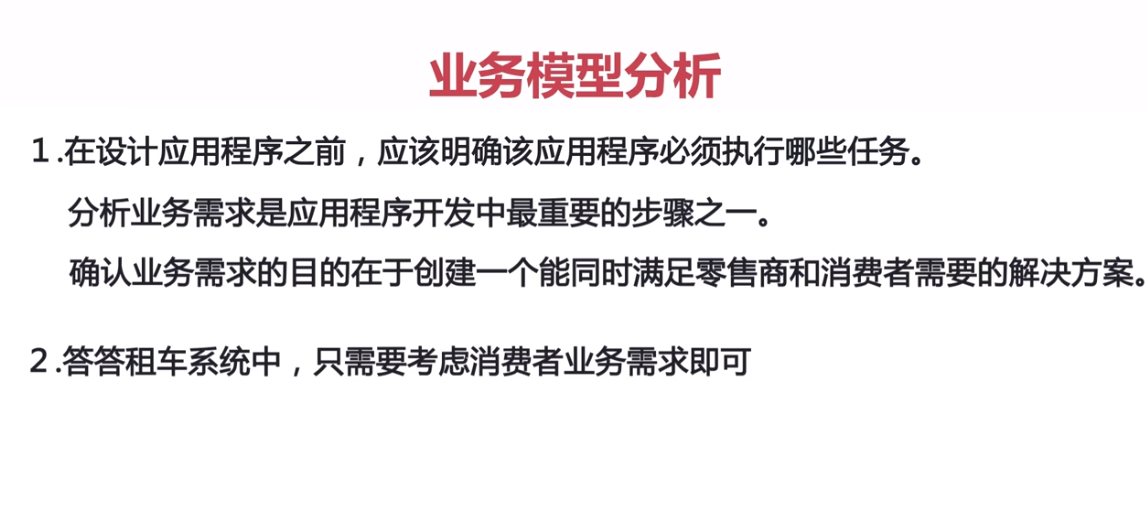 业务模型分析
1.在设计应用程序之前，应该明确该应用程序必须执行哪些任务。
分析业务需求是应用程序开发中最重要的步骤之一。
确认业务需求的目的在于创建一个能同时满足零售商和消费者需要的解决方案。
2.答答租车系统中，只需要考虑消费者业务需求即可